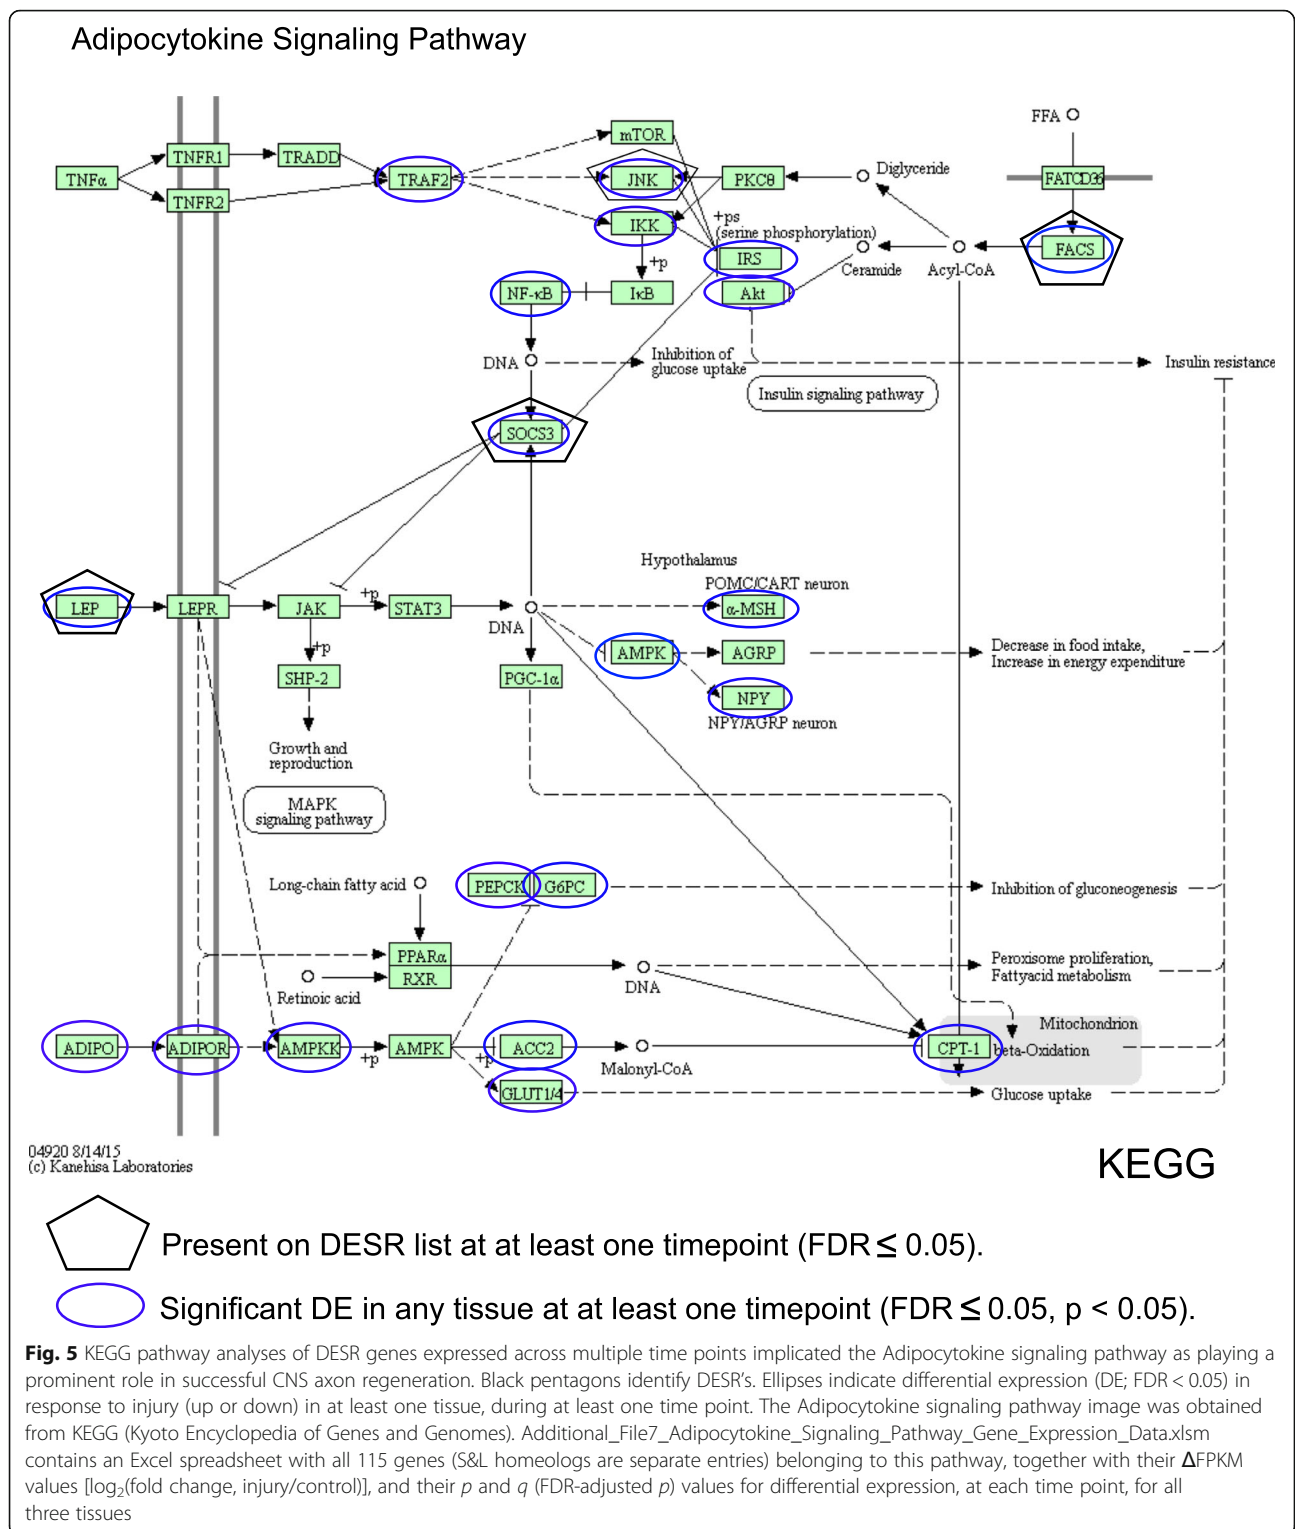 Adipocytokine Signaling Pathway
FFA
mTOR
TNFR1
TRADD
TNFα
TRAF2
JNK
PKCθ
Diglyceride
TNFR2
IKK
+ps
(serine phosphorylation)
IRS
FACS
+p
Ceramide
Acyl-CoA
NF-κB
IκB
Akt
DNA
Inhibition of
glucose uptake
Insulin resistance
Insulin signaling pathway
SOCS3
Hypothalamus
POMC/CART neuron
LEP
LEPR
JAK
+p
STAT3
DNA
α-MSH
+p
AMPK
AGRP
Decrease in food intake,
Increase in energy expenditure
SHP-2
PGC-1α
NPY
NPY/AGRP neuron
Growth and
reproduction
MAPK
signaling pathway
Long-chain fatty acid
PEPCK
G6PC
Inhibition of gluconeogenesis
PPARα
RXR
Retinoic acid
DNA
Peroxisome proliferation,
Fattyacid metabolism
Mitochondrion
ADIPO
ADIPOR
AMPKK
+p
AMPK
+p
ACC2
Malonyl-CoA
CPT-1
beta-Oxidation
GLUT1/4
Glucose uptake
04920 8/14/15
(c) Kanehisa Laboratories
KEGG
Present on DESR list at at least one timepoint (FDR ≤ 0.05).
Significant DE in any tissue at at least one timepoint (FDR ≤ 0.05, p < 0.05).
Fig. 5 KEGG pathway analyses of DESR genes expressed across multiple time points implicated the Adipocytokine signaling pathway as playing a
prominent role in successful CNS axon regeneration. Black pentagons identify DESR's. Ellipses indicate differential expression (DE; FDR < 0.05) in
response to injury (up or down) in at least one tissue, during at least one time point. The Adipocytokine signaling pathway image was obtained
from KEGG (Kyoto Encyclopedia of Genes and Genomes). Additional_File7_Adipocytokine_Signaling_Pathway_Gene_Expression_Data.xlsm
contains an Excel spreadsheet with all 115 genes (S&L homeologs are separate entries) belonging to this pathway, together with their ΔFPKM
values [log₂(fold change, injury/control)], and their p and q (FDR-adjusted p) values for differential expression, at each time point, for all
three tissues